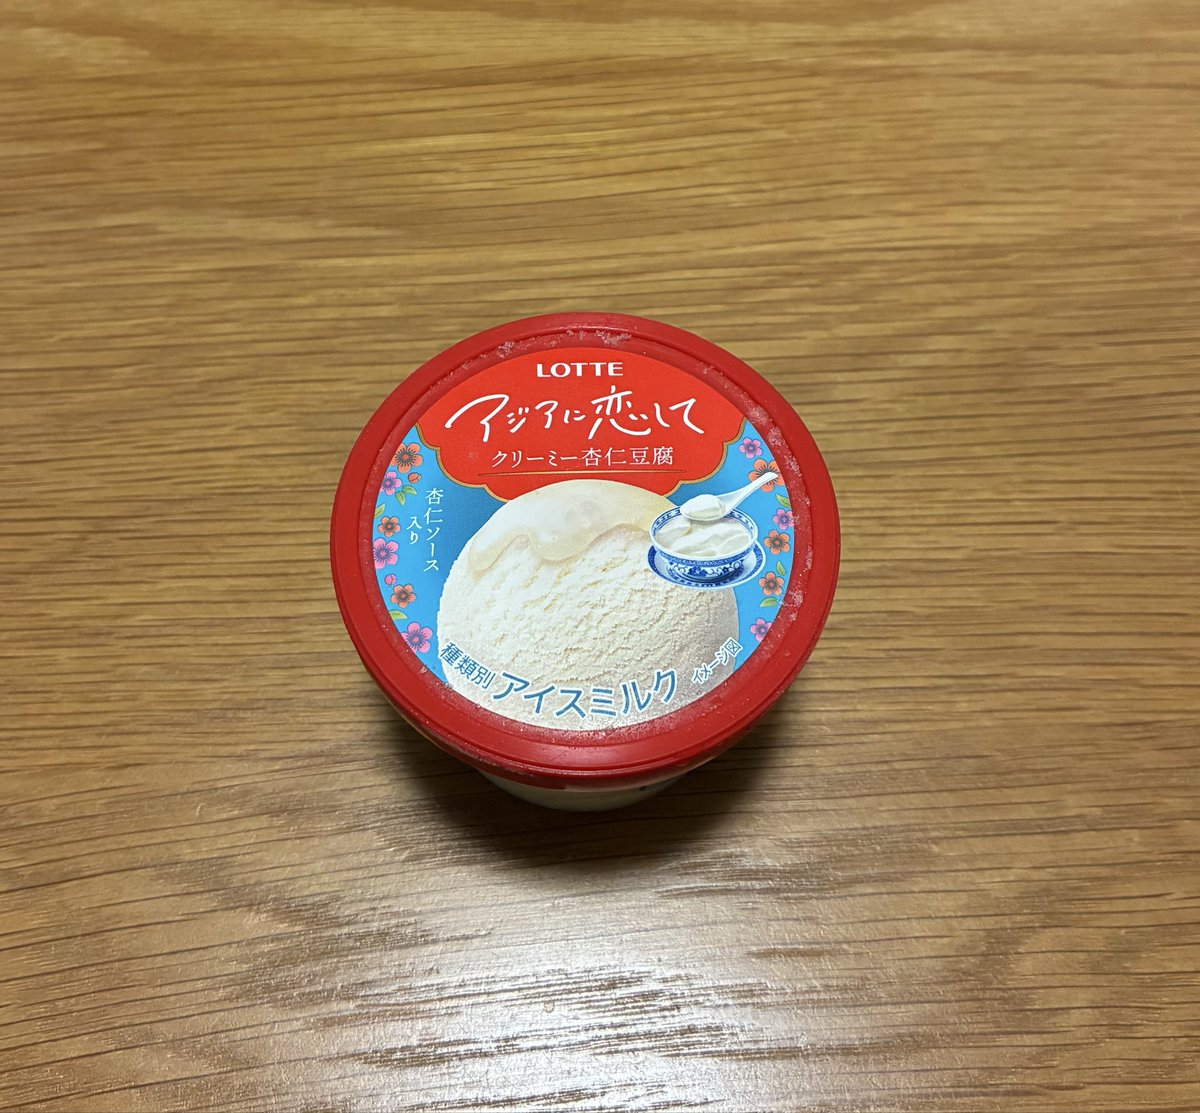 LOTTE
アジアに恋して
クリーミー杏仁豆腐
杏仁ソース
入り
種類別 アイスミルク
イメージ図